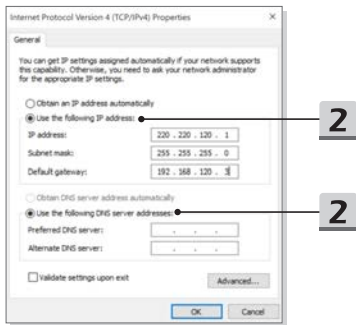 Internet Protocol Version 4 (TCP/IPv4) Properties
General
You can get IP settings assigned automatically if your network supports
this capability. Otherwise, you need to ask your network administrator
for the appropriate IP settings.
Obtain an IP address automatically
Use the following IP address:
2
IP address: 220 . 220 . 120 . 1
Subnet mask: 255 . 255 . 255 . 0
Default gateway: 192 . 168 . 120 . 3
Obtain DNS server address automatically
Use the following DNS server addresses:
2
Preferred DNS server: . . .
Alternate DNS server: . . .
Validate settings upon exit
Advanced...
OK Cancel